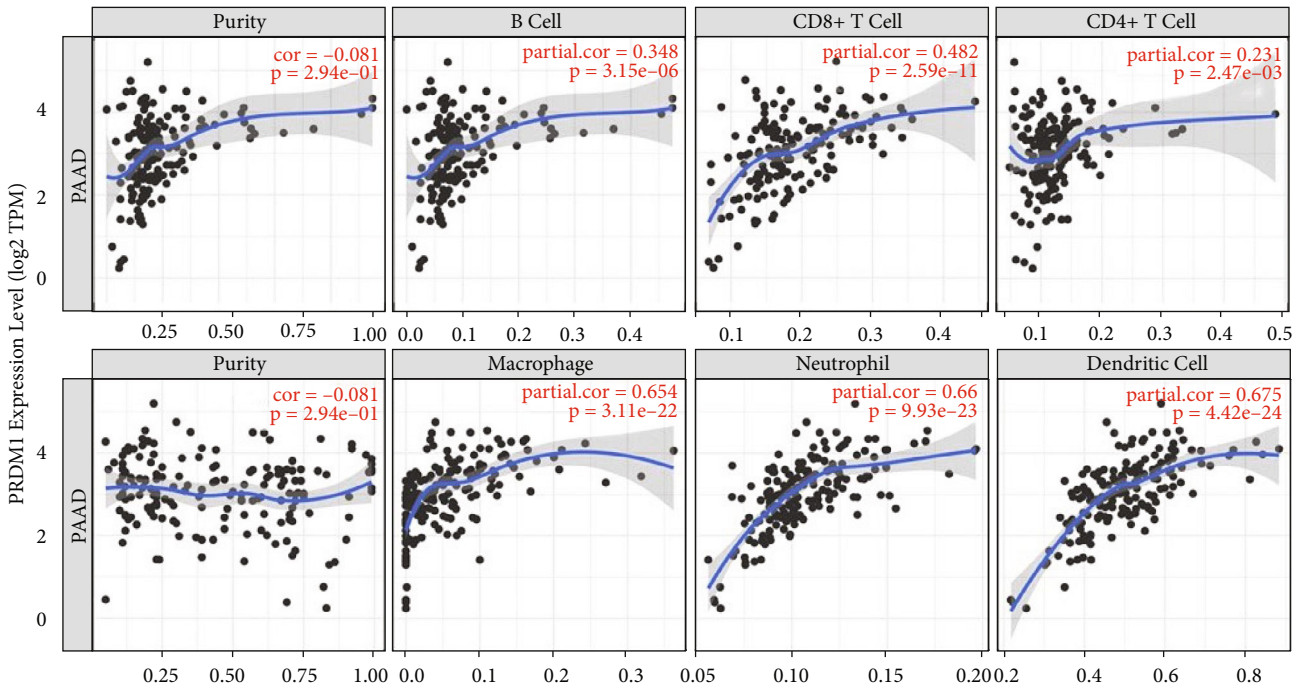 PRDM1 Expression Level (log2 TPM)
Purity
B Cell
CD8+ T Cell
CD4+ T Cell
PAAD
cor = –0.081
p = 2.94e–01
partial.cor = 0.348
p = 3.15e–06
partial.cor = 0.482
p = 2.59e–11
partial.cor = 0.231
p = 2.47e–03
4
2
0
0.25 0.50 0.75 1.00
0.0 0.1 0.2 0.3 0.4
0.1 0.2 0.3 0.4
0.1 0.2 0.3 0.4 0.5
Purity
Macrophage
Neutrophil
Dendritic Cell
PAAD
cor = –0.081
p = 2.94e–01
partial.cor = 0.654
p = 3.11e–22
partial.cor = 0.66
p = 9.93e–23
partial.cor = 0.675
p = 4.42e–24
4
2
0
0.25 0.50 0.75 1.00
0.0 0.1 0.2 0.3
0.05 0.10 0.15 0.20
0.2 0.4 0.6 0.8